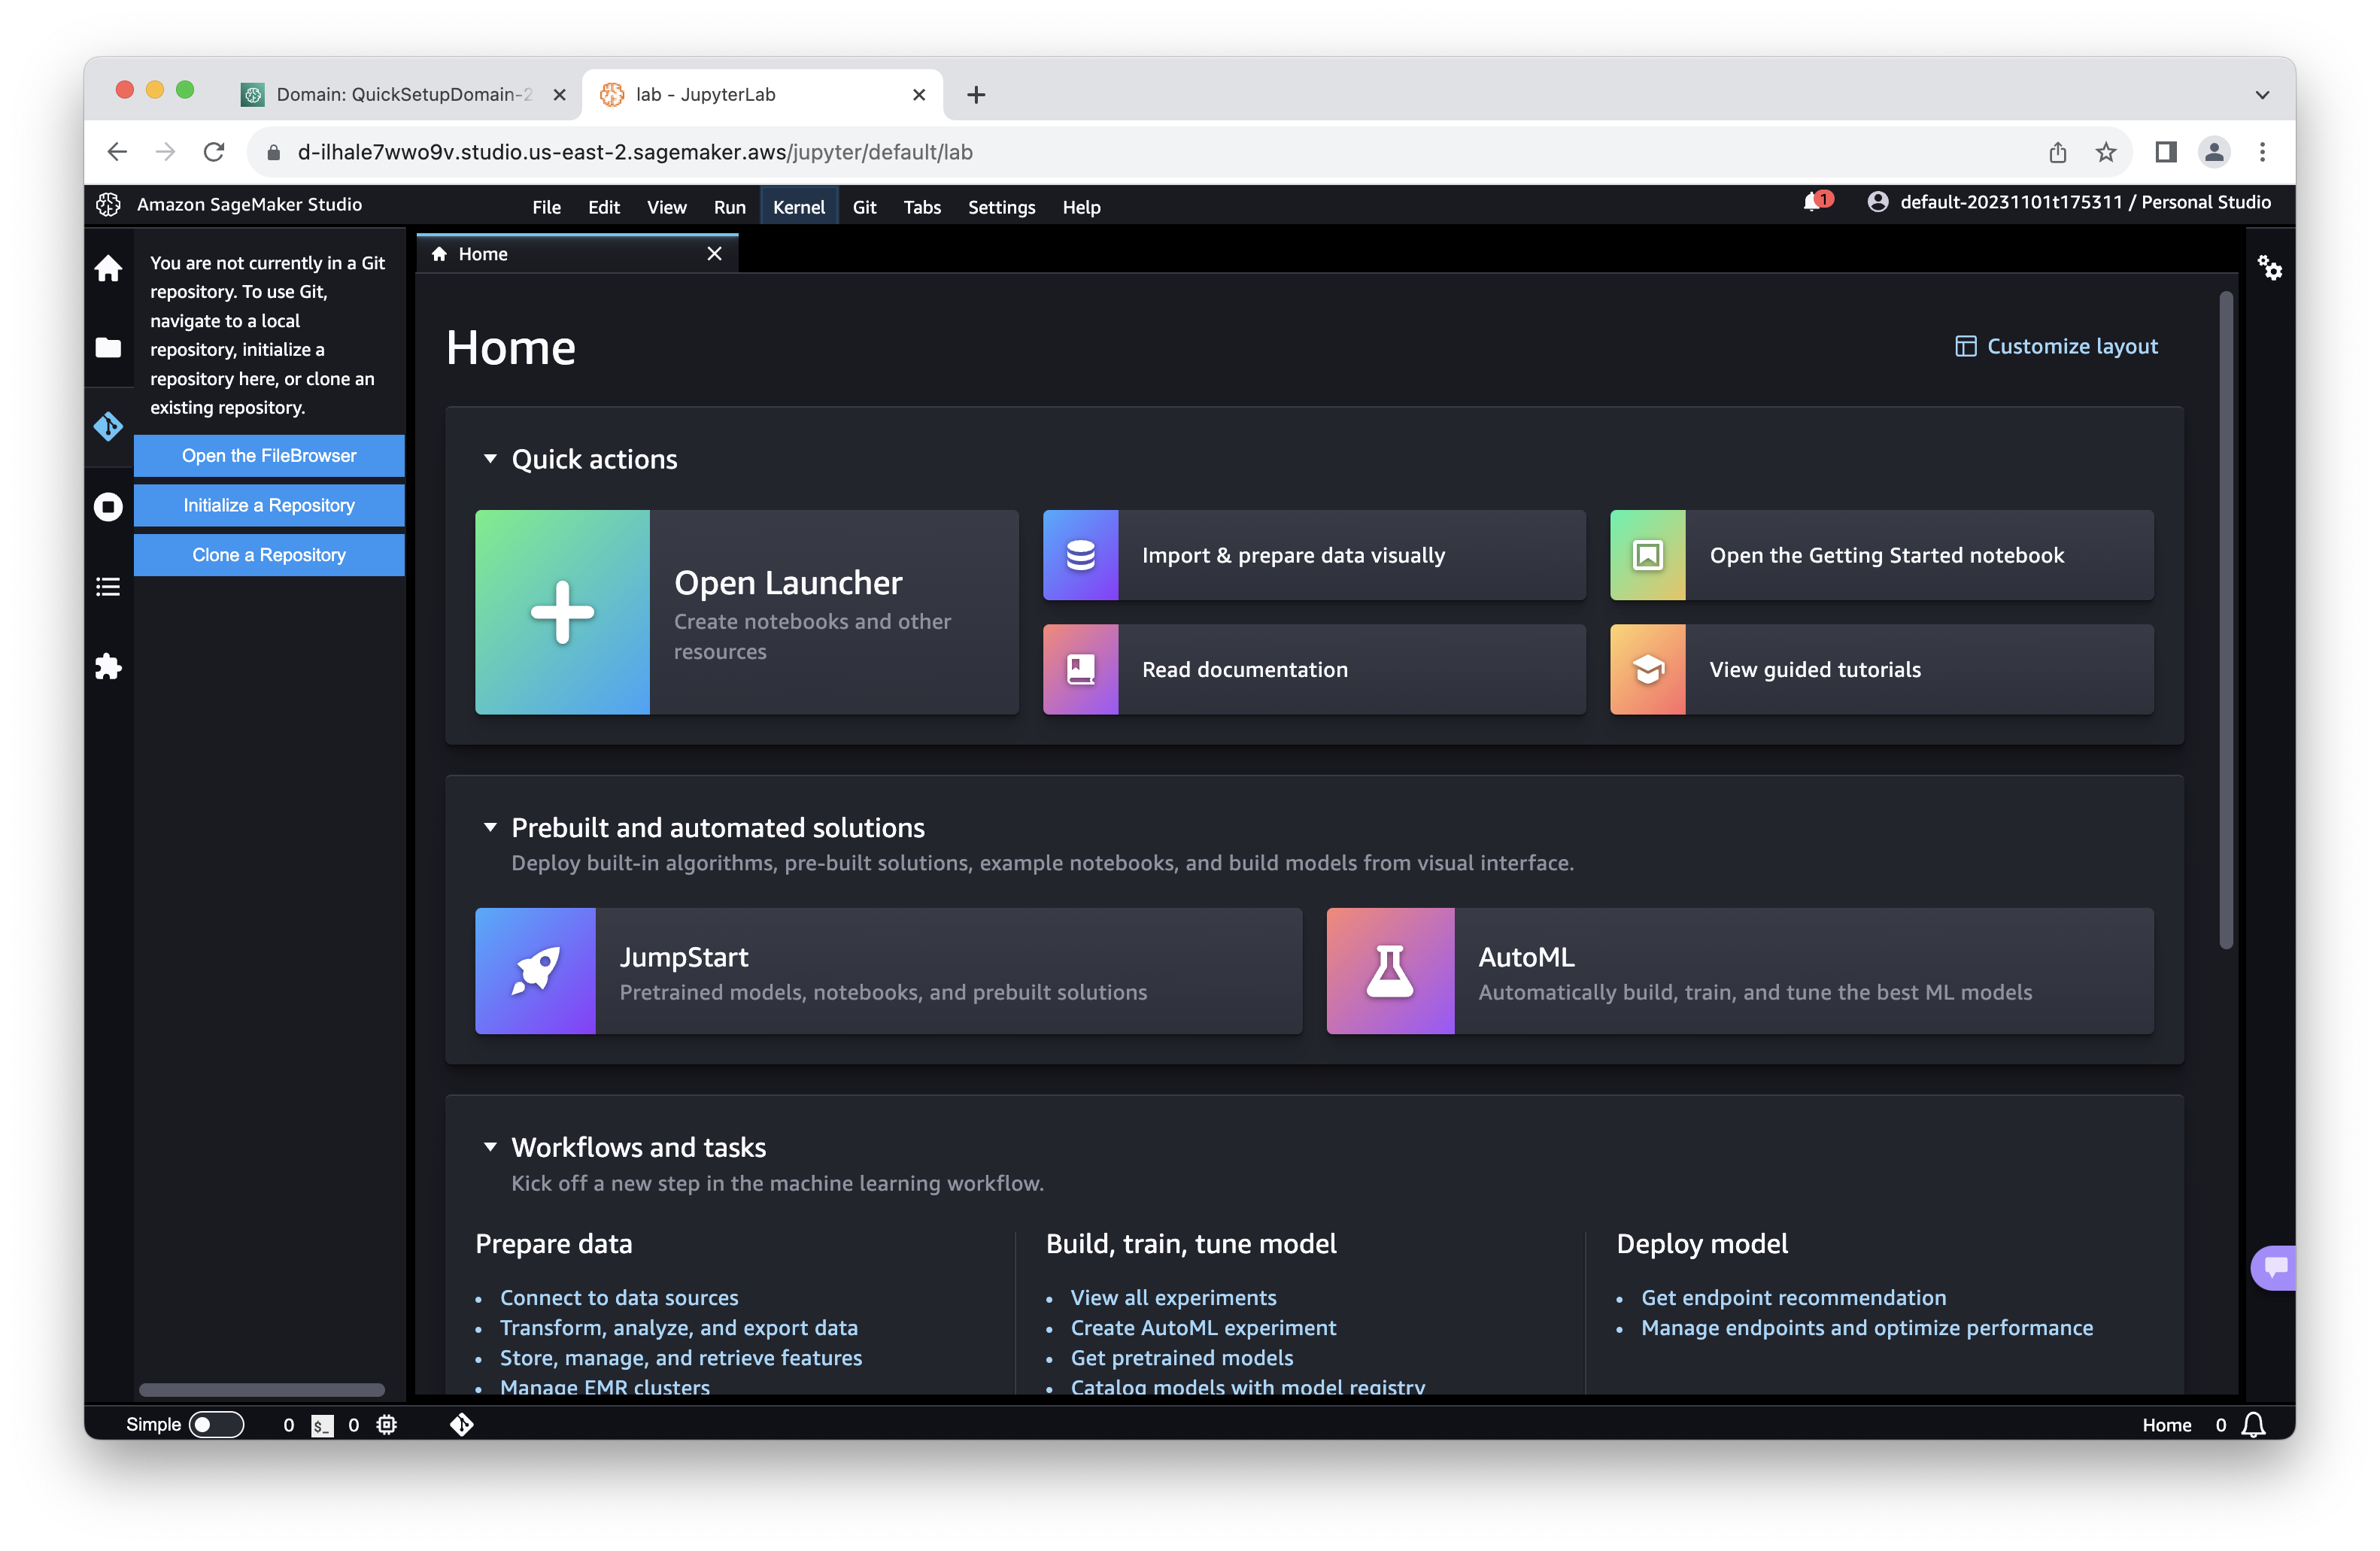 Domain: QuickSetupDomain-2
lab - JupyterLab
d-ilhale7wwo9v.studio.us-east-2.sagemaker.aws/jupyter/default/lab
Amazon SageMaker Studio
File Edit View Run Kernel Git Tabs Settings Help
1
default-20231101t175311 / Personal Studio
You are not currently in a Git
repository. To use Git,
navigate to a local
repository, initialize a
repository here, or clone an
existing repository.
Open the FileBrowser
Initialize a Repository
Clone a Repository
Home
Home
Customize layout
Quick actions
Open Launcher
Create notebooks and other
resources
Import & prepare data visually
Open the Getting Started notebook
Read documentation
View guided tutorials
Prebuilt and automated solutions
Deploy built-in algorithms, pre-built solutions, example notebooks, and build models from visual interface.
JumpStart
Pretrained models, notebooks, and prebuilt solutions
AutoML
Automatically build, train, and tune the best ML models
Workflows and tasks
Kick off a new step in the machine learning workflow.
Prepare data
Connect to data sources
Transform, analyze, and export data
Store, manage, and retrieve features
Manage EMR clusters
Build, train, tune model
View all experiments
Create AutoML experiment
Get pretrained models
Catalog models with model registry
Deploy model
Get endpoint recommendation
Manage endpoints and optimize performance
Simple 0 $_ 0
Home 0